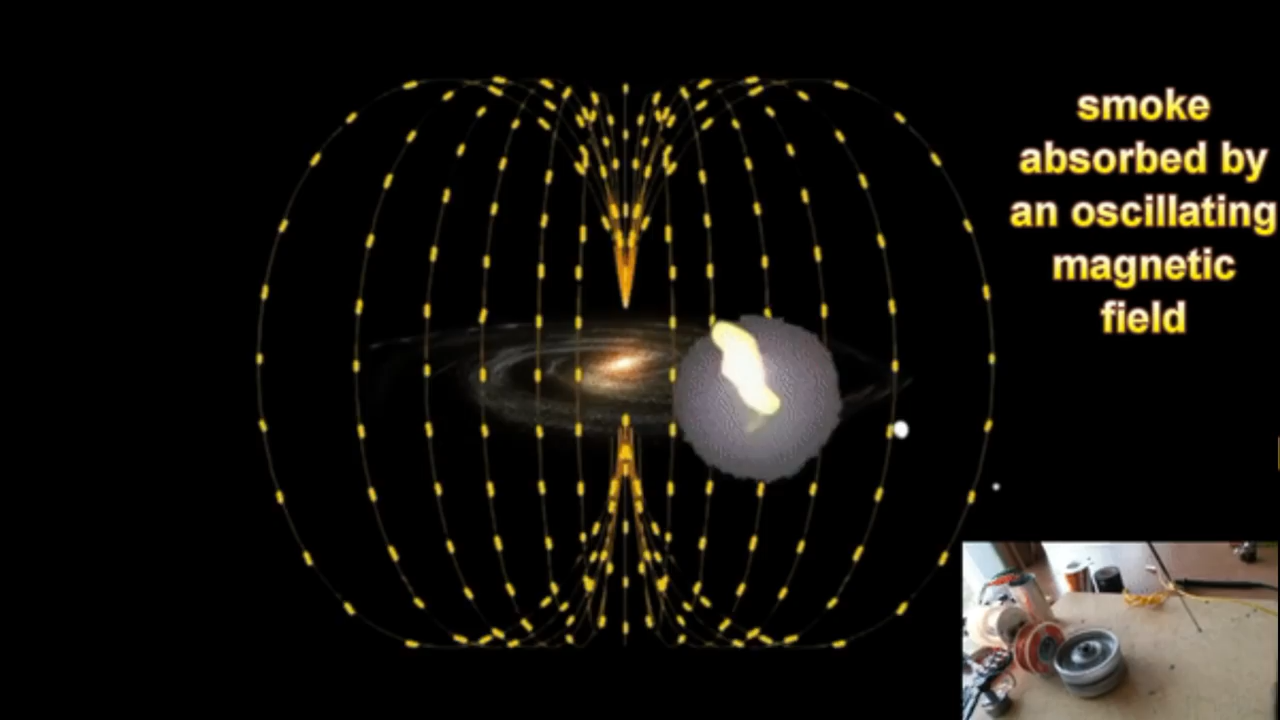 smoke
absorbed by
an oscillating
magnetic
field